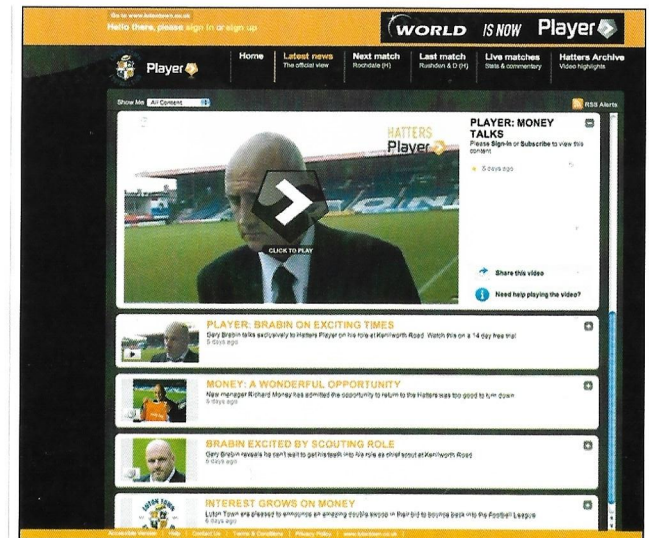 Go to www.lutontown.co.uk
Hello there, please sign in or sign up
WORLD IS NOW Player
Player
Home
Latest news
The official view
Next match
Rochdale (H)
Last match
Rushden & D (H)
Live matches
Stats & commentary
Hatters Archive
Video highlights
Show Me All Content
RSS Alerts
HATTERS
Player
CLICK TO PLAY
PLAYER: MONEY
TALKS
Please Sign-in or Subscribe to view this
content
5 days ago
Share this video
Need help playing the video?
PLAYER: BRABIN ON EXCITING TIMES
Gary Brabin talks exclusively to Hatters Player on his role at Kenilworth Road. Watch this on a 14 day free trial
5 days ago
MONEY: A WONDERFUL OPPORTUNITY
New manager Richard Money has admitted the opportunity to return to the Hatters was too good to turn down
5 days ago
BRABIN EXCITED BY SCOUTING ROLE
Gary Brabin reveals he can't wait to get his teeth into his role as chief scout at Kenilworth Road
5 days ago
LUTON TOWN
INTEREST GROWS ON MONEY
Luton Town are pleased to announce an amazing double swoop in their bid to bounce back into the Football League
6 days ago
Accessible Version | Help | Contact Us | Terms & Conditions | Privacy Policy | www.lutontown.co.uk